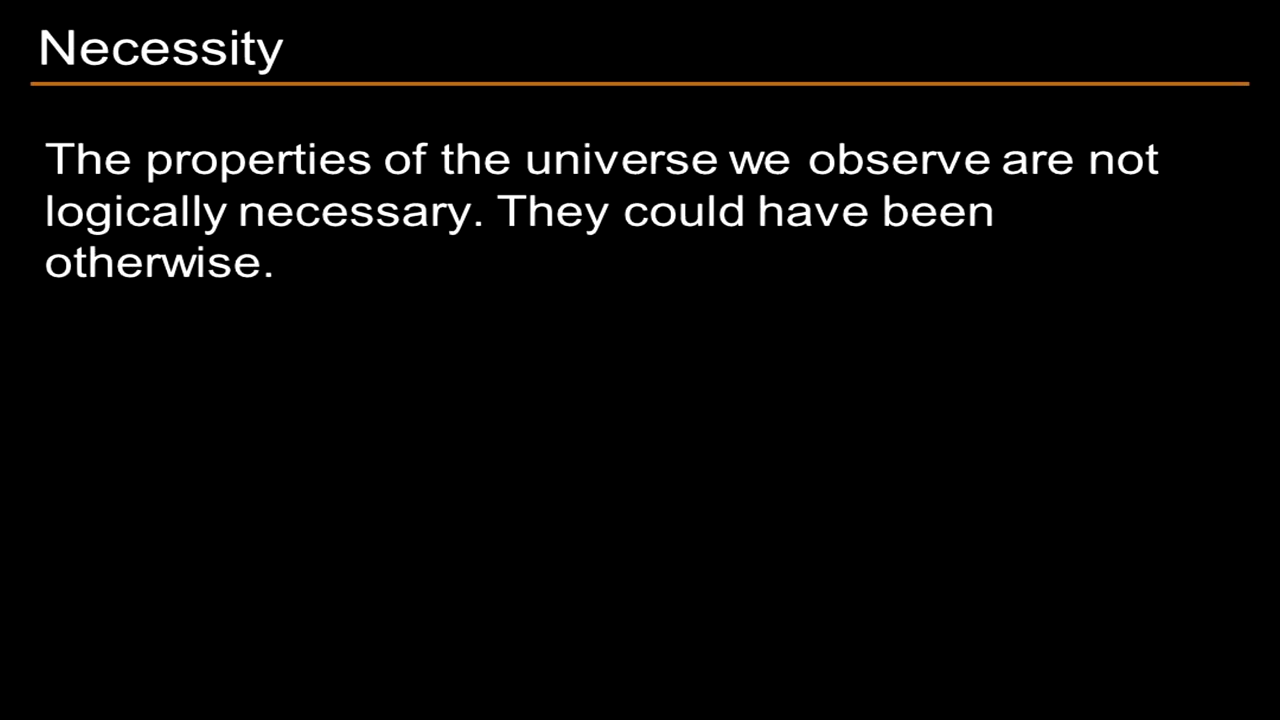 Necessity
The properties of the universe we observe are not
logically necessary. They could have been
otherwise.